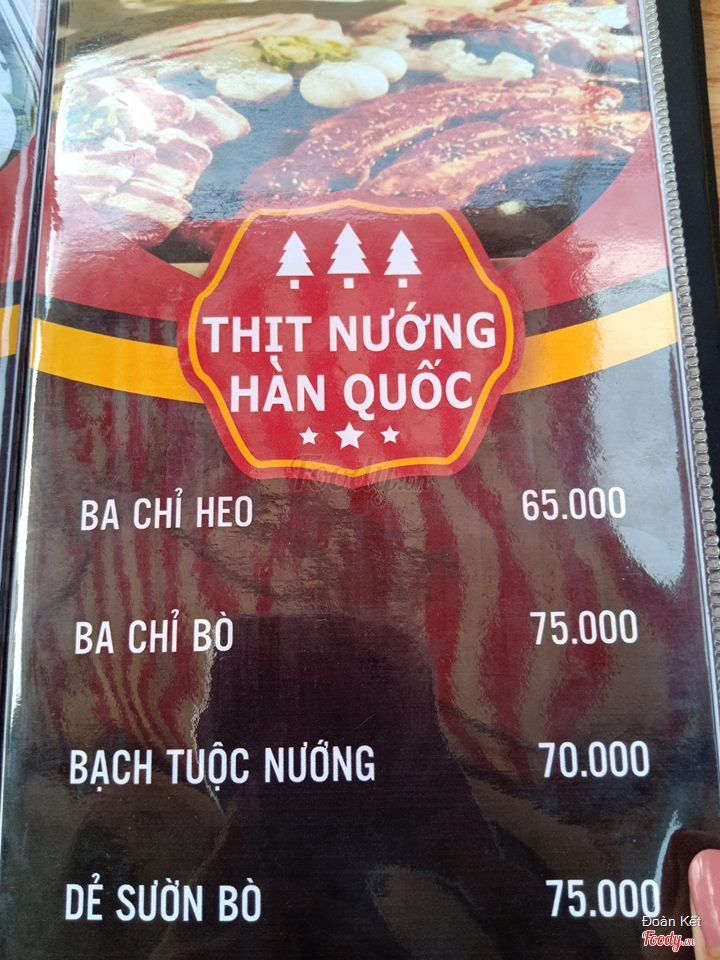 THỊT NƯỚNG
HÀN QUỐC
BA CHỈ HEO 65.000
BA CHỈ BÒ 75.000
BẠCH TUỘC NƯỚNG 70.000
DẺ SƯỜN BÒ 75.000
Đoàn Kết
Foody.vn